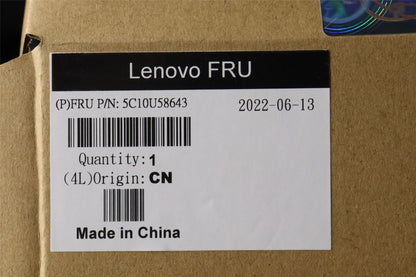 Lenovo FRU
(P)FRU P/N: 5C10U58643 2022-06-13
Quantity: 1
(4L)Origin: CN
Made in China